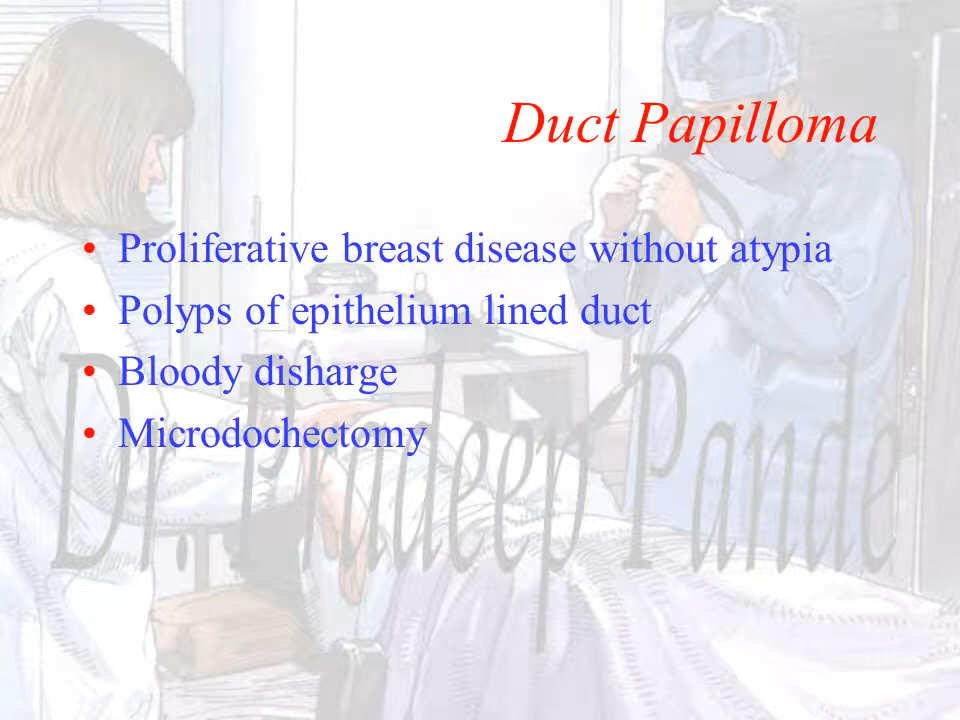 Duct Papilloma
• Proliferative breast disease without atypia
• Polyps of epithelium lined duct
• Bloody disharge
• Microdochectomy
Dr. Pradeep Pande